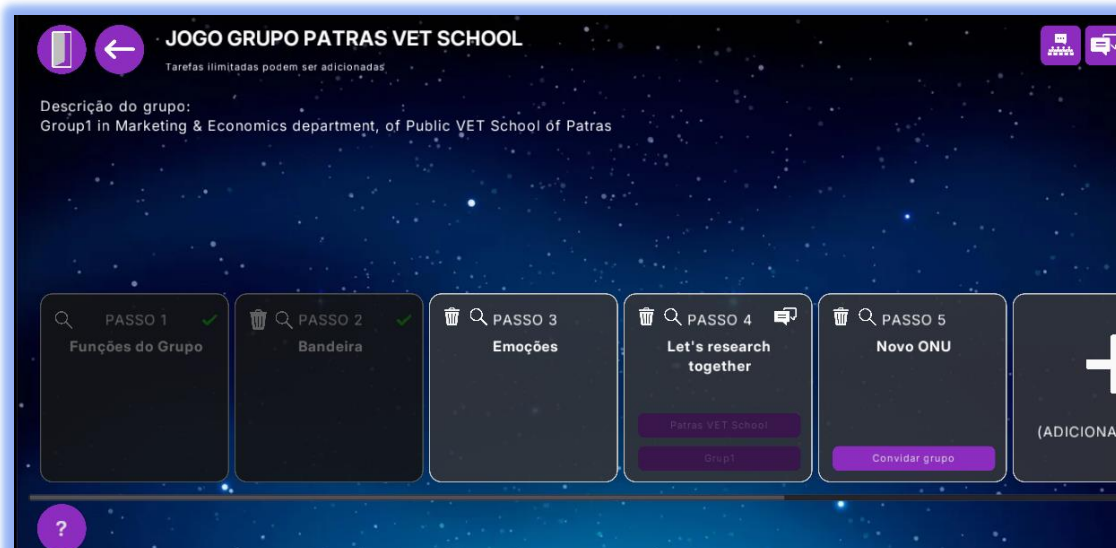 JOGO GRUPO PATRAS VET SCHOOL
Tarefas ilimitadas podem ser adicionadas
Descrição do grupo:
Group1 in Marketing & Economics department, of Public VET School of Patras
PASSO 1
Funções do Grupo
PASSO 2
Bandeira
PASSO 3
Emoções
PASSO 4
Let's research
together
Patras VET School
Grup1
PASSO 5
Novo ONU
Convidar grupo
(ADICIONA
?